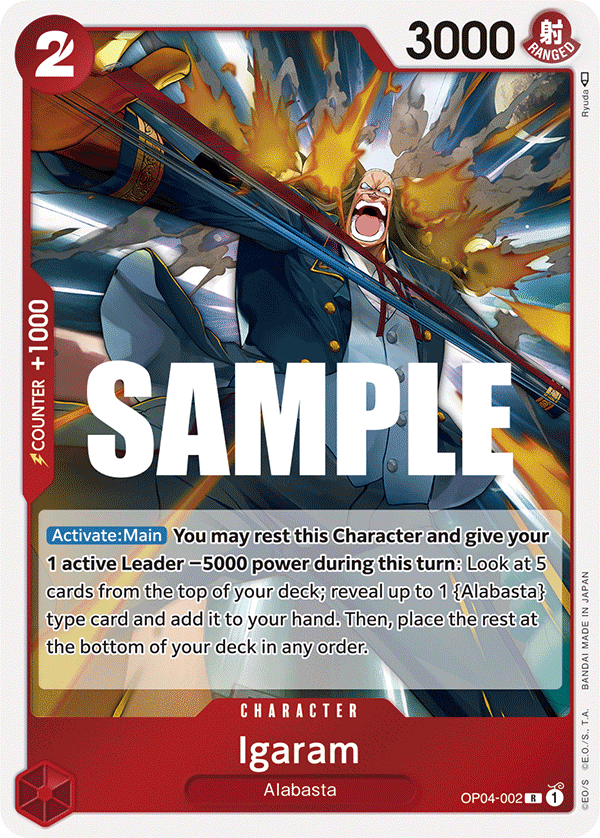 2
3000
射
RANGED
Ryuda
COUNTER +1000
SAMPLE
Activate:Main You may rest this Character and give your
1 active Leader −5000 power during this turn: Look at 5
cards from the top of your deck; reveal up to 1 {Alabasta}
type card and add it to your hand. Then, place the rest at
the bottom of your deck in any order.
CHARACTER
Igaram
Alabasta
OP04-002 R 1
©EO/S ©E.O./S., T.A. BANDAI MADE IN JAPAN